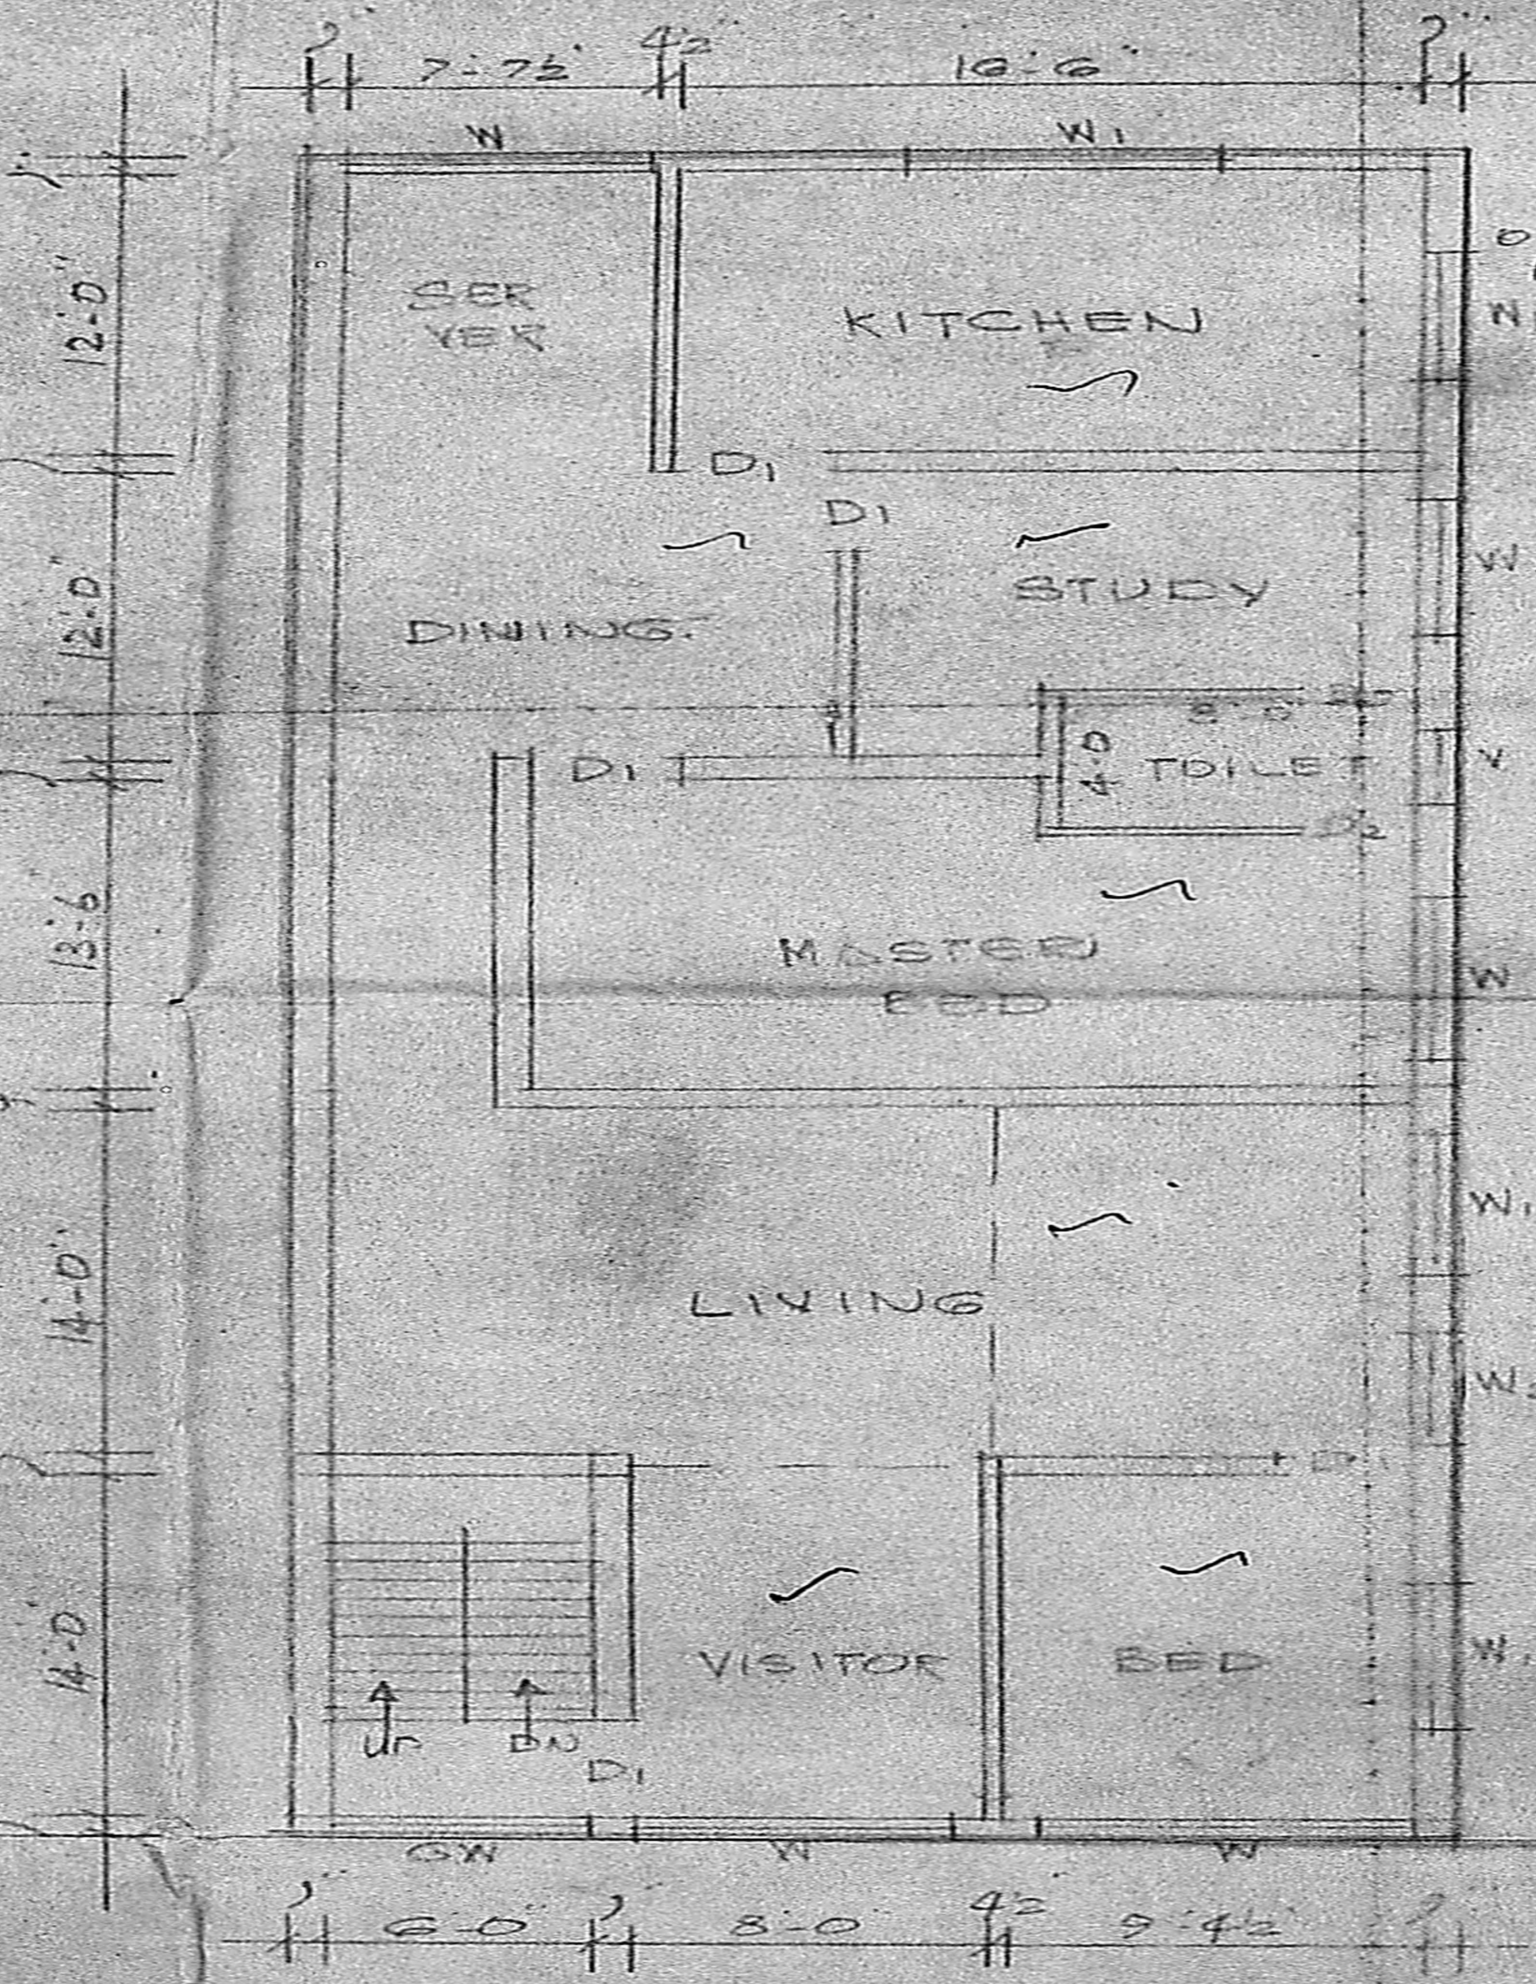 7'-7½"
4½"
W
W1
SER
VER
KITCHEN
12'-0"
N
D1
D1
STUDY
W
DINING.
12'-0"
D1
4'-0
TOILET
V
D2
MASTER
BED
13'-6
W
LIVING
W1
14'-0"
W
VISITOR
BED
W
14'-0"
UP
DN
D1
GW
W
W
6'-0"
8'-0
4½
9'-4½